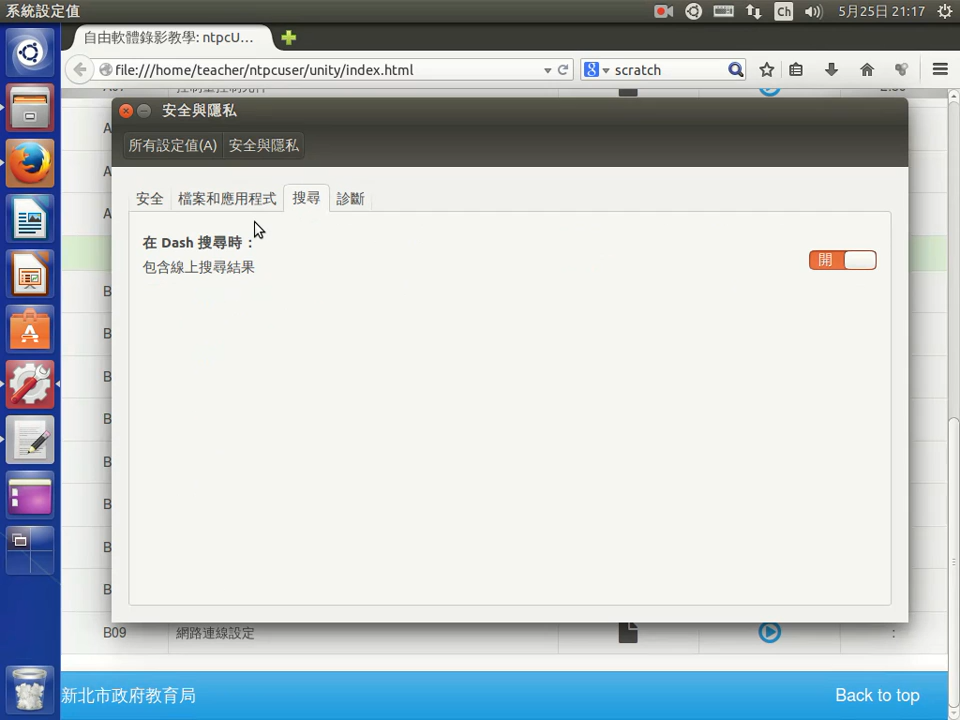 系統設定值
Ch
5月25日 21:17
自由軟體錄影教學: ntpcU...
file:///home/teacher/ntpcuser/unity/index.html
8
scratch
安全與隱私
所有設定值(A)
安全與隱私
安全
檔案和應用程式
搜尋
診斷
在 Dash 搜尋時：
包含線上搜尋結果
開
A
A
A
B
B
B
B
B
B
B
B
B09
網路連線設定
:
新北市政府教育局
Back to top